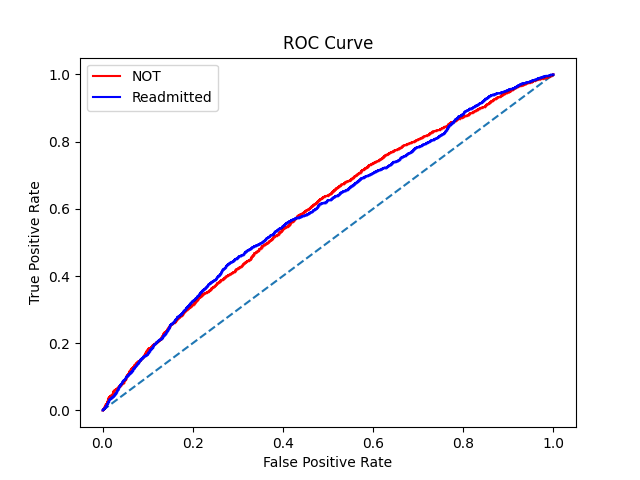 ROC Curve
NOT
Readmitted
1.0
0.8
0.6
0.4
0.2
0.0
True Positive Rate
0.0 0.2 0.4 0.6 0.8 1.0
False Positive Rate